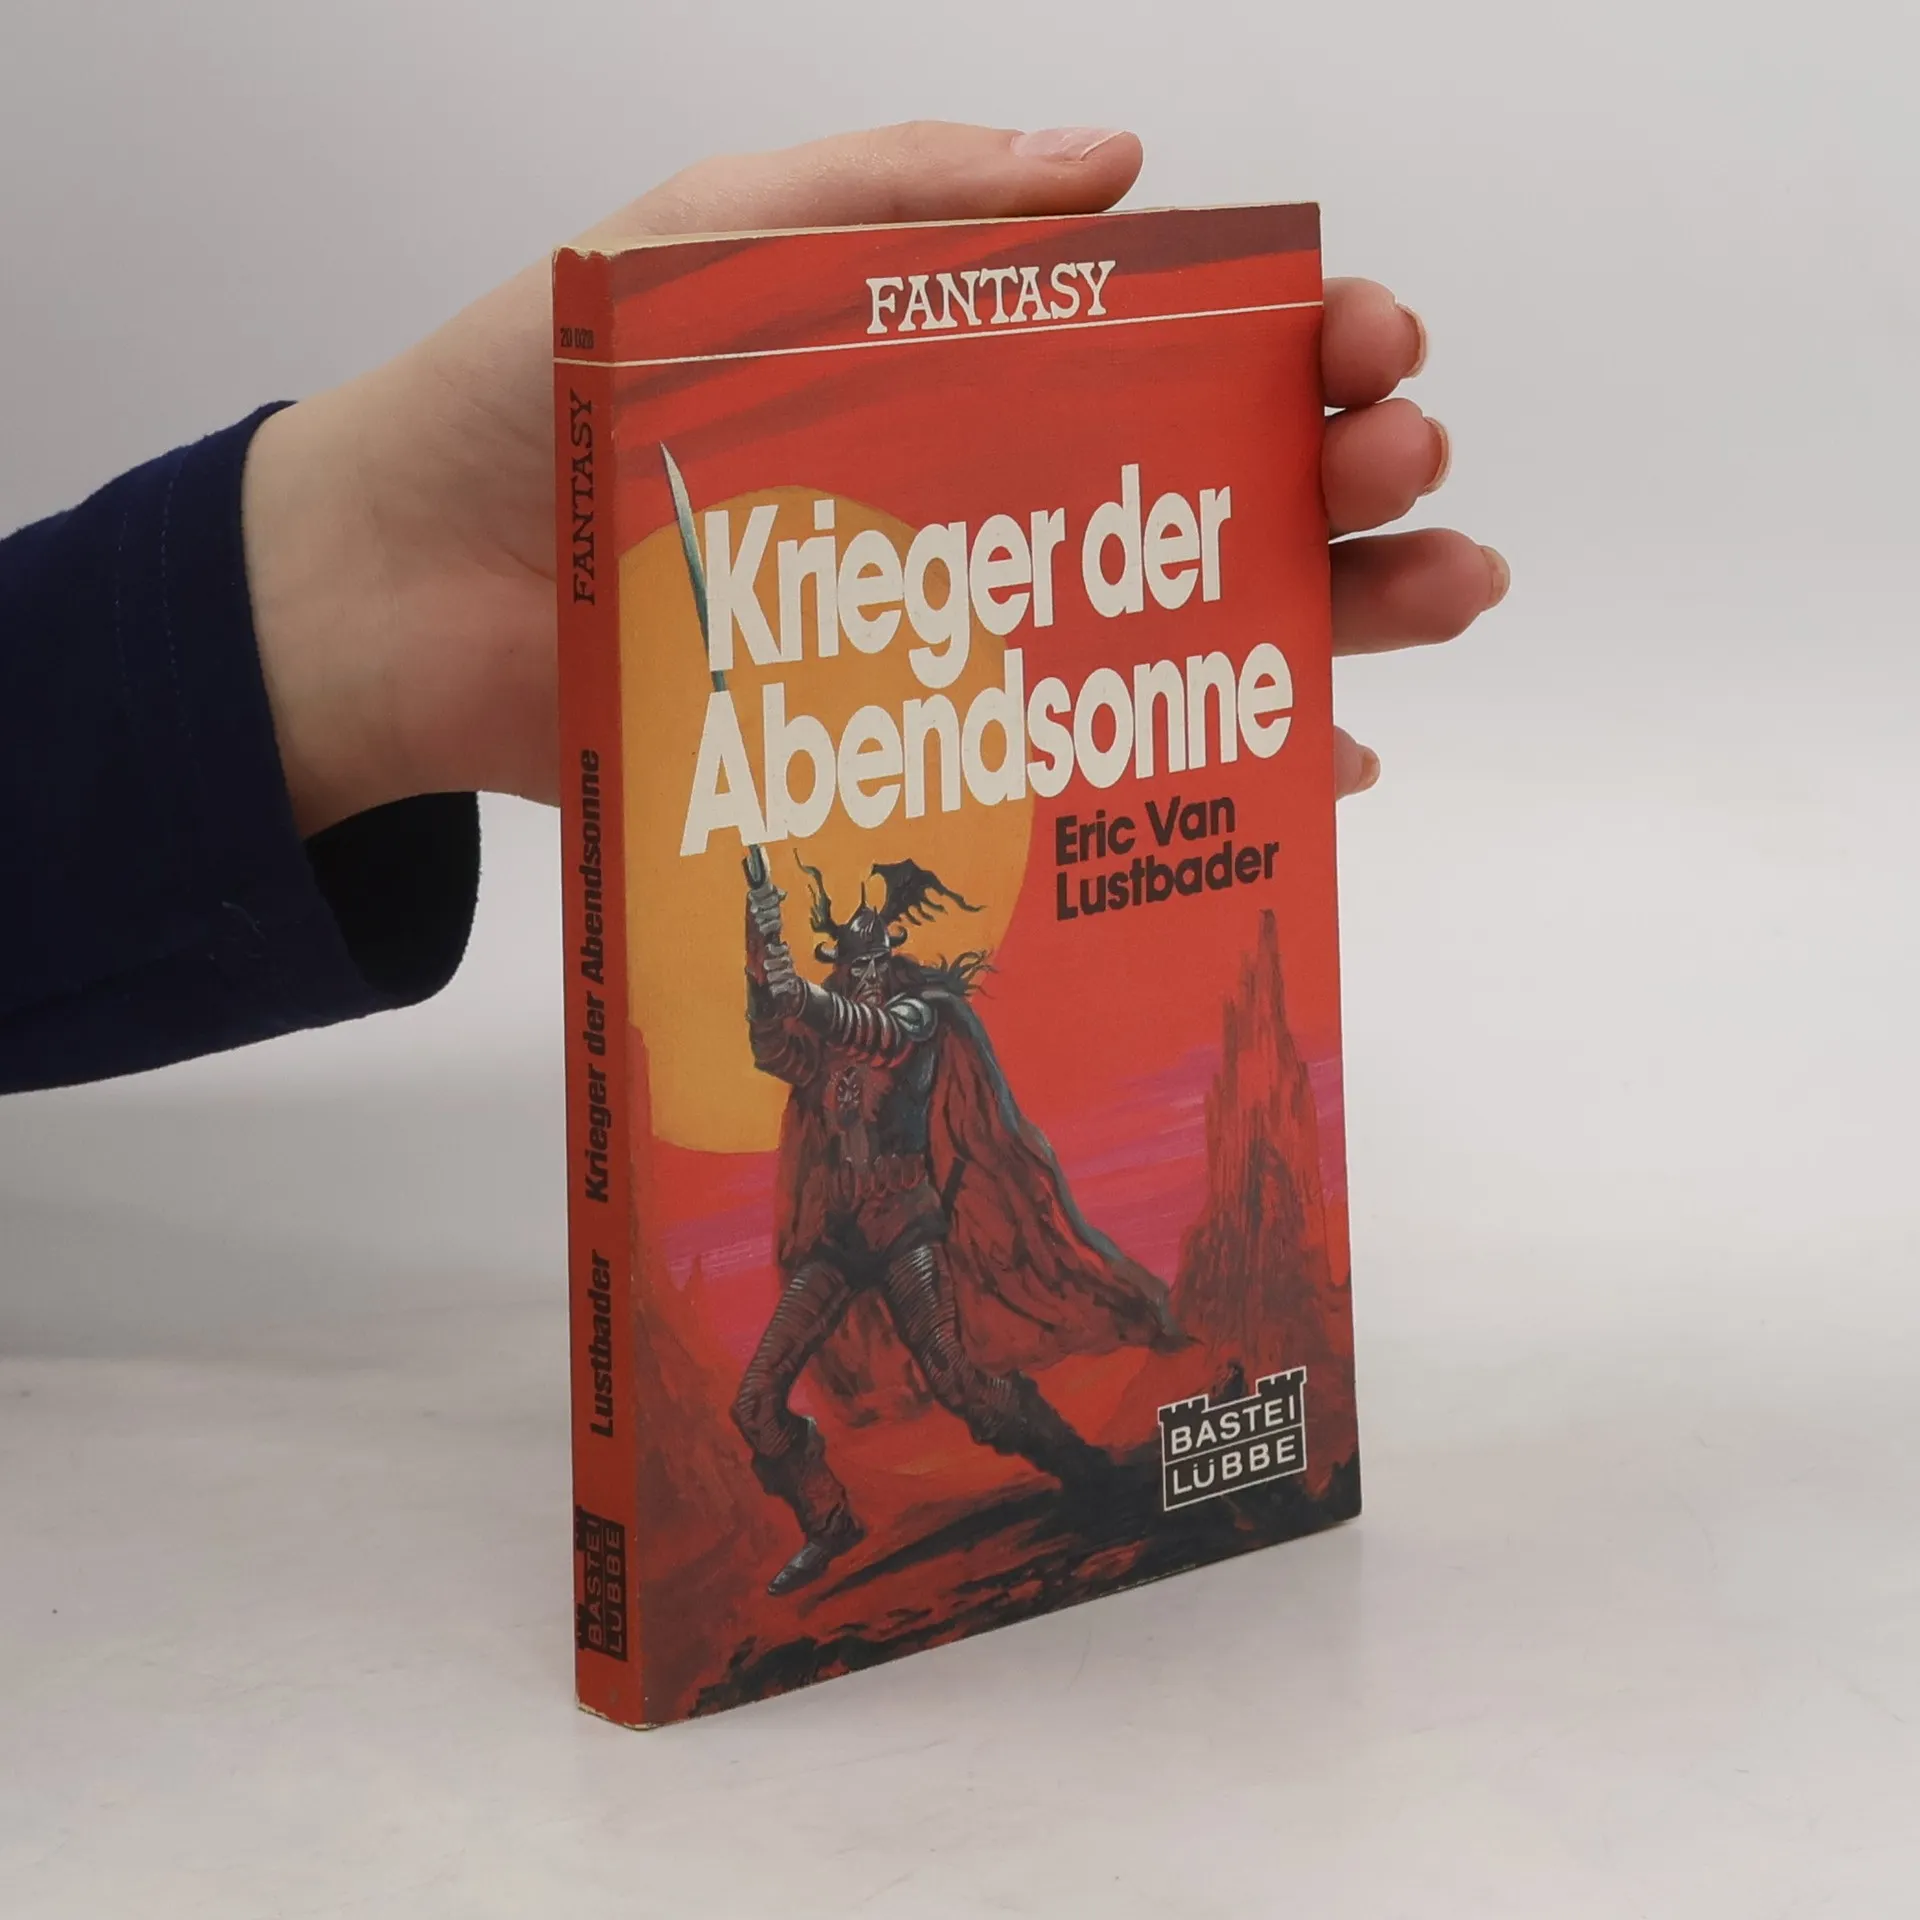 FANTASY
Krieger der
Abendsonne
Eric Van
Lustbader
BASTEI
LÜBBE
20 028
FANTASY
Krieger der Abendsonne
Lustbader
BASTEI
LÜBBE